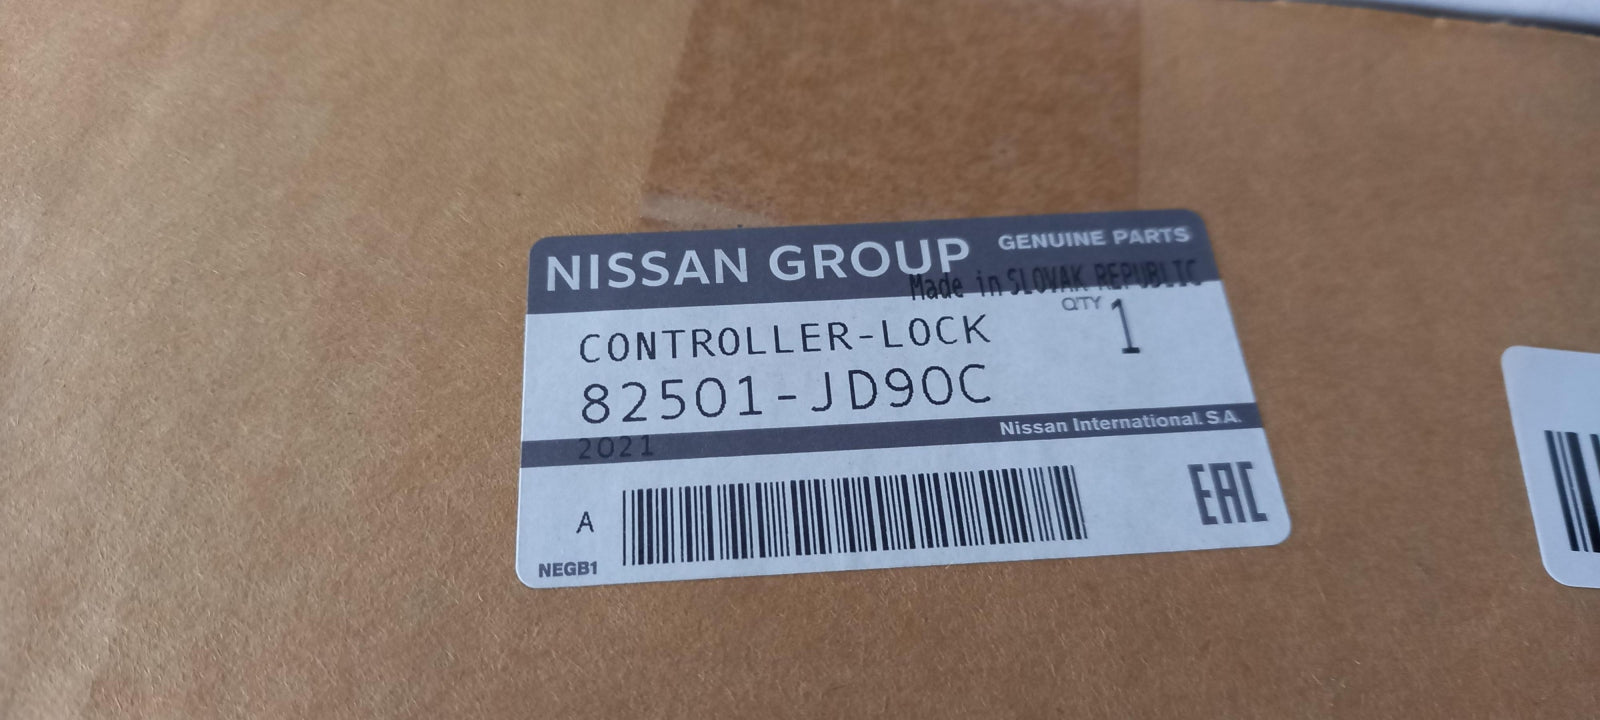 NISSAN GROUP GENUINE PARTS
Made in SLOVAK REPUBLIC
CONTROLLER-LOCK QTY 1
82501-JD90C
Nissan International. S.A.
2021
A
EAC
NEGB1